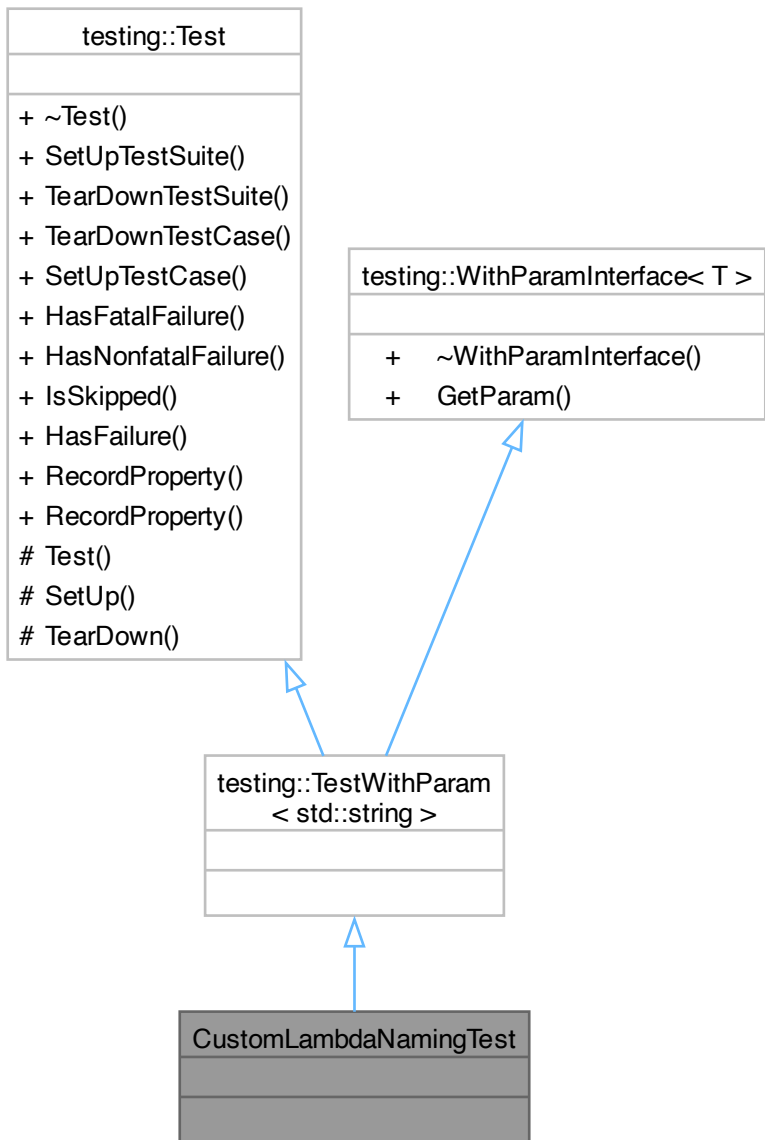 testing::Test
+ ~Test()
+ SetUpTestSuite()
+ TearDownTestSuite()
+ TearDownTestCase()
+ SetUpTestCase()
+ HasFatalFailure()
+ HasNonfatalFailure()
+ IsSkipped()
+ HasFailure()
+ RecordProperty()
+ RecordProperty()
# Test()
# SetUp()
# TearDown()
testing::WithParamInterface< T >
+ ~WithParamInterface()
+ GetParam()
testing::TestWithParam
< std::string >
CustomLambdaNamingTest